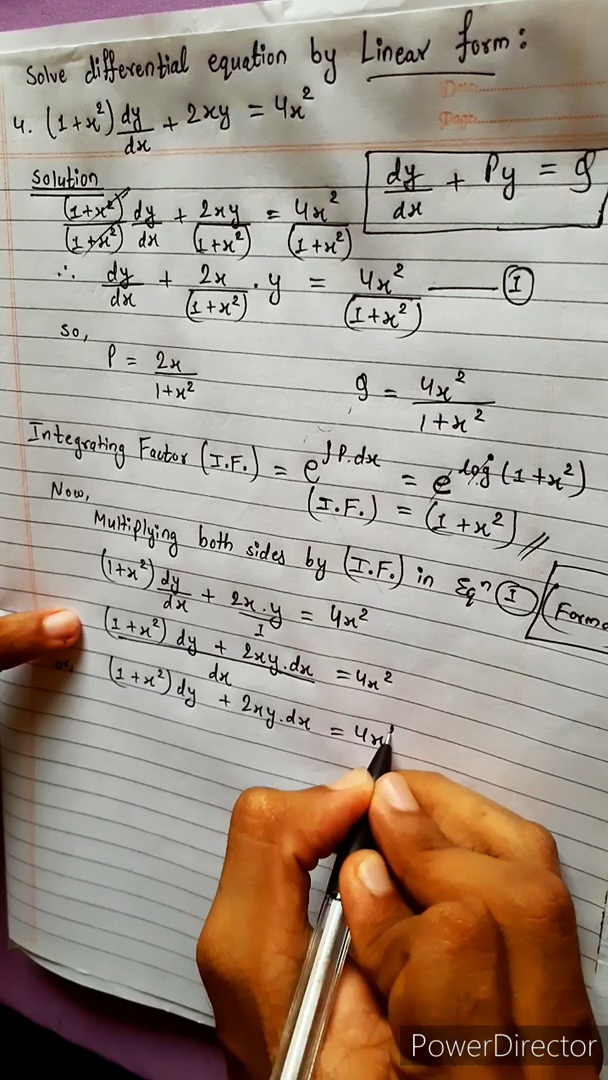 Solve differential equation by Linear form:
Date:
Page:
4. (1+x²) dy/dx + 2xy = 4x²
Solution
dy/dx + Py = Q
(1+x²)/(1+x²) dy/dx + 2xy/(1+x²) = 4x²/(1+x²)
∴ dy/dx + 2x/(1+x²) · y = 4x²/(1+x²) —— I
So,
P = 2x/1+x² Q = 4x²/1+x²
Integrating Factor (I.F.) = e^∫P.dx = e^log(1+x²)
(I.F.) = (1+x²) //
Now,
Multiplying both sides by (I.F.) in Eqⁿ I
(1+x²) dy/dx + 2x.y/1 = 4x²
(1+x²) dy + 2xy.dx/dx = 4x²
(1+x²) dy + 2xy.dx = 4x²
PowerDirector